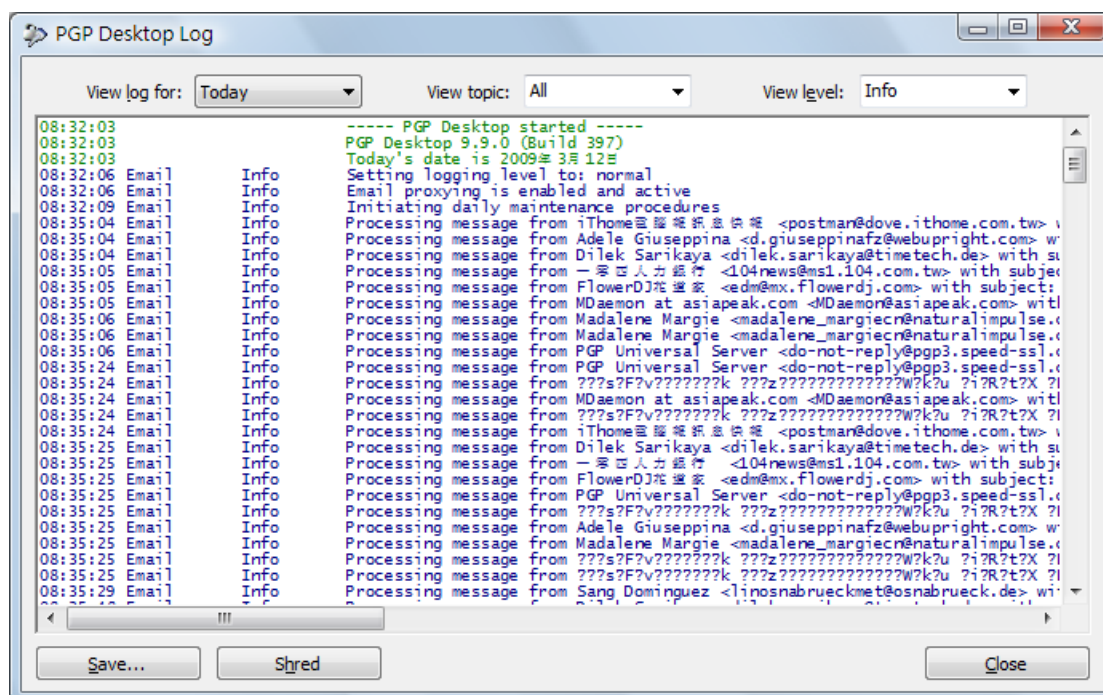 PGP Desktop Log
View log for: Today View topic: All View level: Info
08:32:03 ----- PGP Desktop started -----
08:32:03 PGP Desktop 9.9.0 (Build 397)
08:32:03 Today's date is 2009年 3月 12日
08:32:06 Email Info Setting logging level to: normal
08:32:06 Email Info Email proxying is enabled and active
08:32:09 Email Info Initiating daily maintenance procedures
08:35:04 Email Info Processing message from iThome電腦報訊息快報 <postman@dove.ithome.com.tw>
08:35:04 Email Info Processing message from Adele Giuseppina <d.giuseppinafz@webupright.com>
08:35:04 Email Info Processing message from Dilek Sarikaya <dilek.sarikaya@timetech.de> with
08:35:05 Email Info Processing message from 一零四人力銀行 <104news@ms1.104.com.tw> with subjec
08:35:05 Email Info Processing message from FlowerDJ花道家 <edm@mx.flowerdj.com> with subject:
08:35:05 Email Info Processing message from MDaemon at asiapeak.com <MDaemon@asiapeak.com> wit
08:35:06 Email Info Processing message from Madalene Margie <madalene_margiecn@naturalimpulse.
08:35:06 Email Info Processing message from Madalene Margie <madalene_margiecn@naturalimpulse.
08:35:06 Email Info Processing message from PGP Universal Server <do-not-reply@pgp3.speed-ssl.
08:35:24 Email Info Processing message from PGP Universal Server <do-not-reply@pgp3.speed-ssl.
08:35:24 Email Info Processing message from ???s?F?v???????k ???z?????????????W?k?u ?i?R?t?X ?
08:35:24 Email Info Processing message from MDaemon at asiapeak.com <MDaemon@asiapeak.com> wit
08:35:24 Email Info Processing message from ???s?F?v???????k ???z?????????????W?k?u ?i?R?t?X ?
08:35:24 Email Info Processing message from iThome電腦報訊息快報 <postman@dove.ithome.com.tw>
08:35:25 Email Info Processing message from Dilek Sarikaya <dilek.sarikaya@timetech.de> with
08:35:25 Email Info Processing message from 一零四人力銀行 <104news@ms1.104.com.tw> with subje
08:35:25 Email Info Processing message from FlowerDJ花道家 <edm@mx.flowerdj.com> with subject:
08:35:25 Email Info Processing message from PGP Universal Server <do-not-reply@pgp3.speed-ssl.
08:35:25 Email Info Processing message from ???s?F?v???????k ???z?????????????W?k?u ?i?R?t?X ?
08:35:25 Email Info Processing message from Adele Giuseppina <d.giuseppinafz@webupright.com>
08:35:25 Email Info Processing message from Madalene Margie <madalene_margiecn@naturalimpulse.
08:35:25 Email Info Processing message from ???s?F?v???????k ???z?????????????W?k?u ?i?R?t?X ?
08:35:25 Email Info Processing message from ???s?F?v???????k ???z?????????????W?k?u ?i?R?t?X ?
08:35:29 Email Info Processing message from Sang Dominguez <linosnabrueckmet@osnabrueck.de>
Save... Shred Close